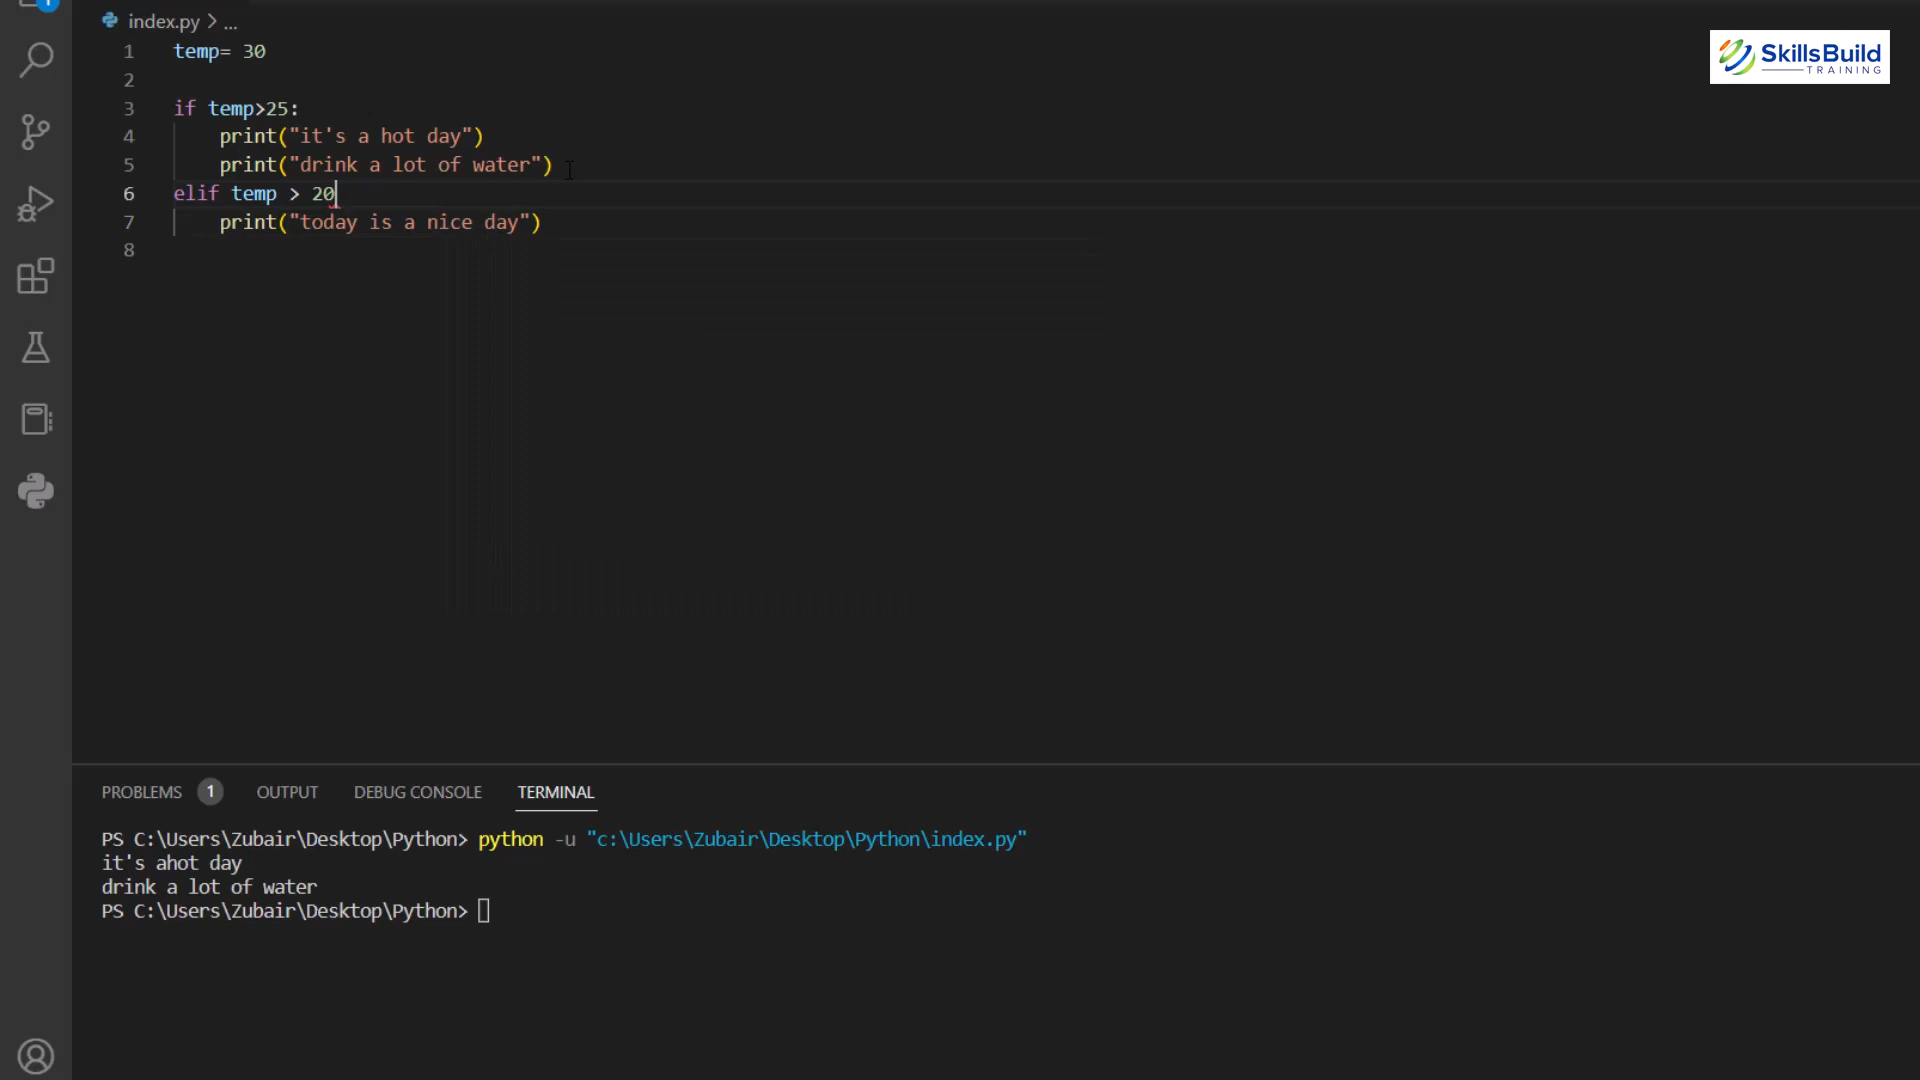 1
index.py > ...
SkillsBuild
TRAINING
1 temp= 30
2
3 if temp>25:
4 print("it's a hot day")
5 print("drink a lot of water")
6 elif temp > 20
7 print("today is a nice day")
8
PROBLEMS 1 OUTPUT DEBUG CONSOLE TERMINAL
PS C:\Users\Zubair\Desktop\Python> python -u "c:\Users\Zubair\Desktop\Python\index.py"
it's ahot day
drink a lot of water
PS C:\Users\Zubair\Desktop\Python>